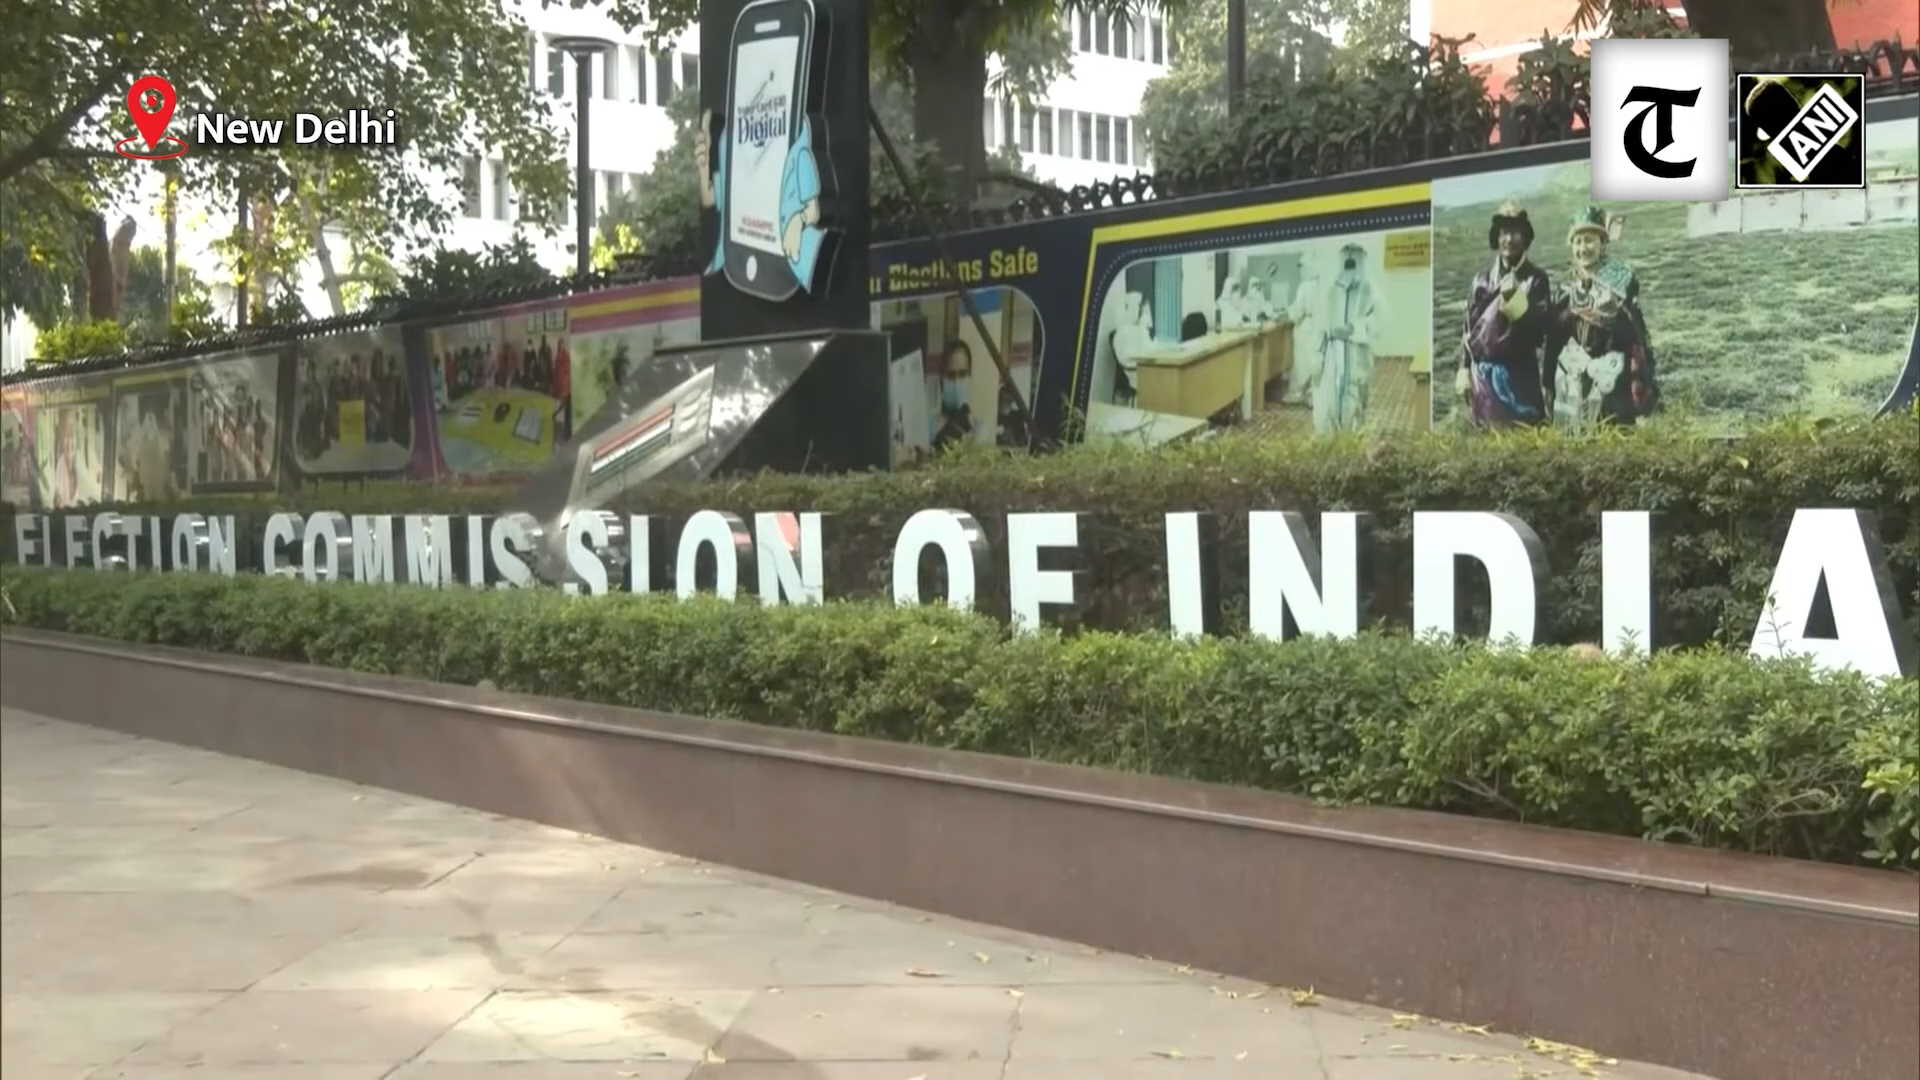 New Delhi
T
ANI
Digital
Elections Safe
ELECTION COMMISSION OF INDIA